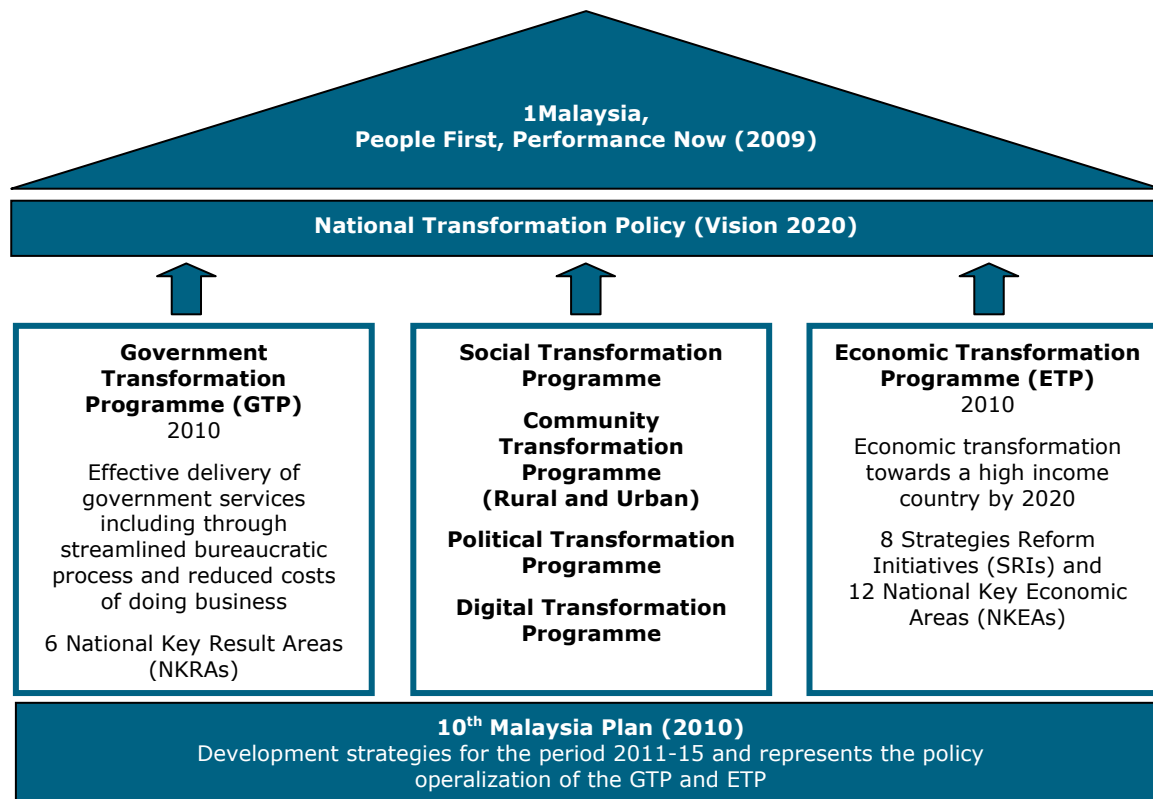 1Malaysia,
People First, Performance Now (2009)
National Transformation Policy (Vision 2020)
Government
Transformation
Programme (GTP)
2010
Effective delivery of
government services
including through
streamlined bureaucratic
process and reduced costs
of doing business
6 National Key Result Areas
(NKRAs)
Social Transformation
Programme
Community
Transformation
Programme
(Rural and Urban)
Political Transformation
Programme
Digital Transformation
Programme
Economic Transformation
Programme (ETP)
2010
Economic transformation
towards a high income
country by 2020
8 Strategies Reform
Initiatives (SRIs) and
12 National Key Economic
Areas (NKEAs)
10th Malaysia Plan (2010)
Development strategies for the period 2011-15 and represents the policy
operalization of the GTP and ETP